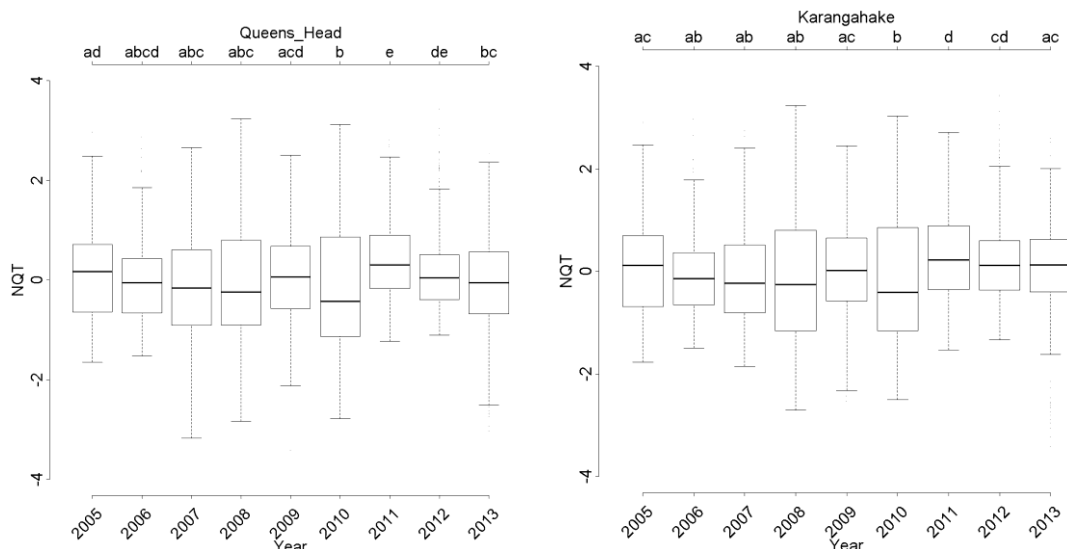 Queens_Head
ad abcd abc abc acd b e de bc
4
2
0
-2
-4
NQT
2005 2006 2007 2008 2009 2010 2011 2012 2013
Year
Karangahake
ac ab ab ab ac b d cd ac
4
2
0
-2
-4
NQT
2005 2006 2007 2008 2009 2010 2011 2012 2013
Year